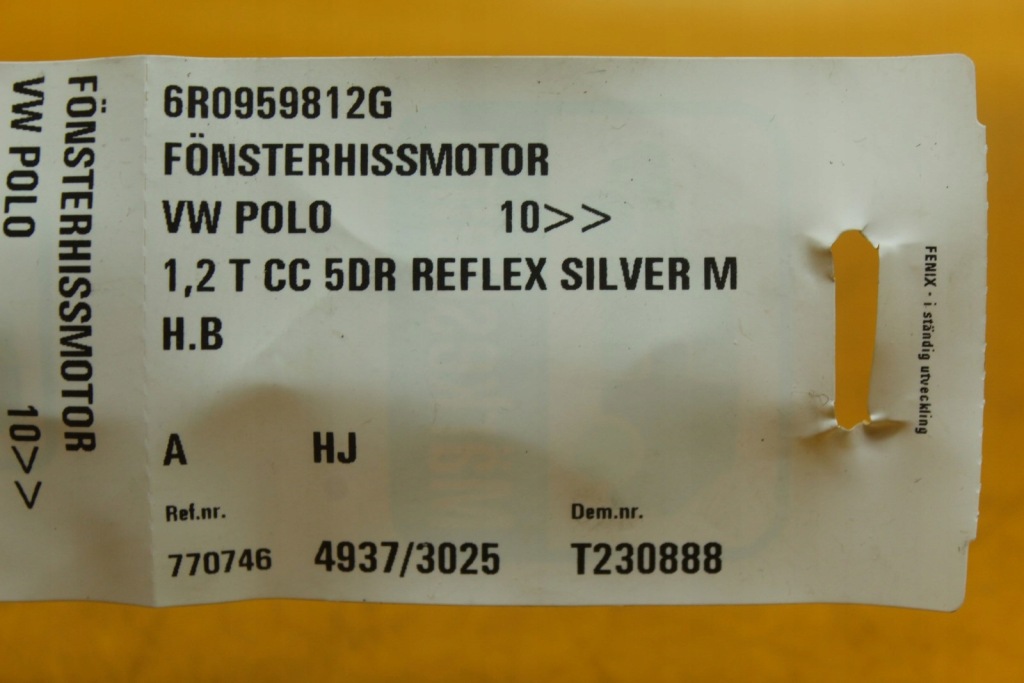 6R0959812G
FÖNSTERHISSMOTOR
VW POLO 10>>
1,2 T CC 5DR REFLEX SILVER M
H.B
A HJ
Ref.nr. Dem.nr.
770746 4937/3025 T230888
FÖNSTERHISSMOTOR
VW POLO 10>>
FENIX - i ständig utveckling